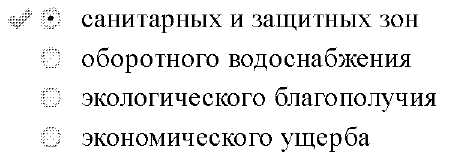 санитарных и защитных зон
оборотного водоснабжения
экологического благополучия
экономического ущерба